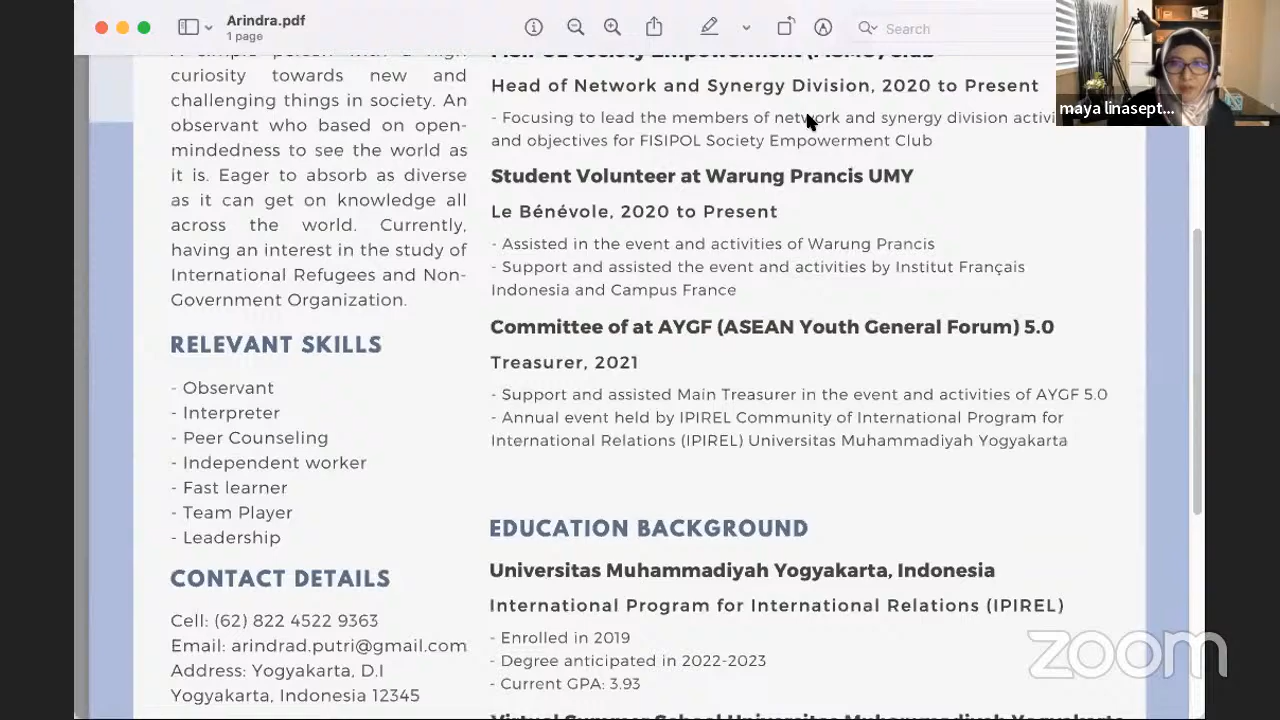 Arindra.pdf
1 page
Search
maya linasept...
curiosity towards new and
challenging things in society. An
observant who based on open-
mindedness to see the world as
it is. Eager to absorb as diverse
as it can get on knowledge all
across the world. Currently,
having an interest in the study of
International Refugees and Non-
Government Organization.
RELEVANT SKILLS
- Observant
- Interpreter
- Peer Counseling
- Independent worker
- Fast learner
- Team Player
- Leadership
CONTACT DETAILS
Cell: (62) 822 4522 9363
Email: arindrad.putri@gmail.com
Address: Yogyakarta, D.I
Yogyakarta, Indonesia 12345
Head of Network and Synergy Division, 2020 to Present
- Focusing to lead the members of network and synergy division activi
and objectives for FISIPOL Society Empowerment Club
Student Volunteer at Warung Prancis UMY
Le Bénévole, 2020 to Present
- Assisted in the event and activities of Warung Prancis
- Support and assisted the event and activities by Institut Français
Indonesia and Campus France
Committee of at AYGF (ASEAN Youth General Forum) 5.0
Treasurer, 2021
- Support and assisted Main Treasurer in the event and activities of AYGF 5.0
- Annual event held by IPIREL Community of International Program for
International Relations (IPIREL) Universitas Muhammadiyah Yogyakarta
EDUCATION BACKGROUND
Universitas Muhammadiyah Yogyakarta, Indonesia
International Program for International Relations (IPIREL)
- Enrolled in 2019
- Degree anticipated in 2022-2023
- Current GPA: 3.93
Virtual Summer School Universitas Muhammadiyah Yogyakarta
zoom